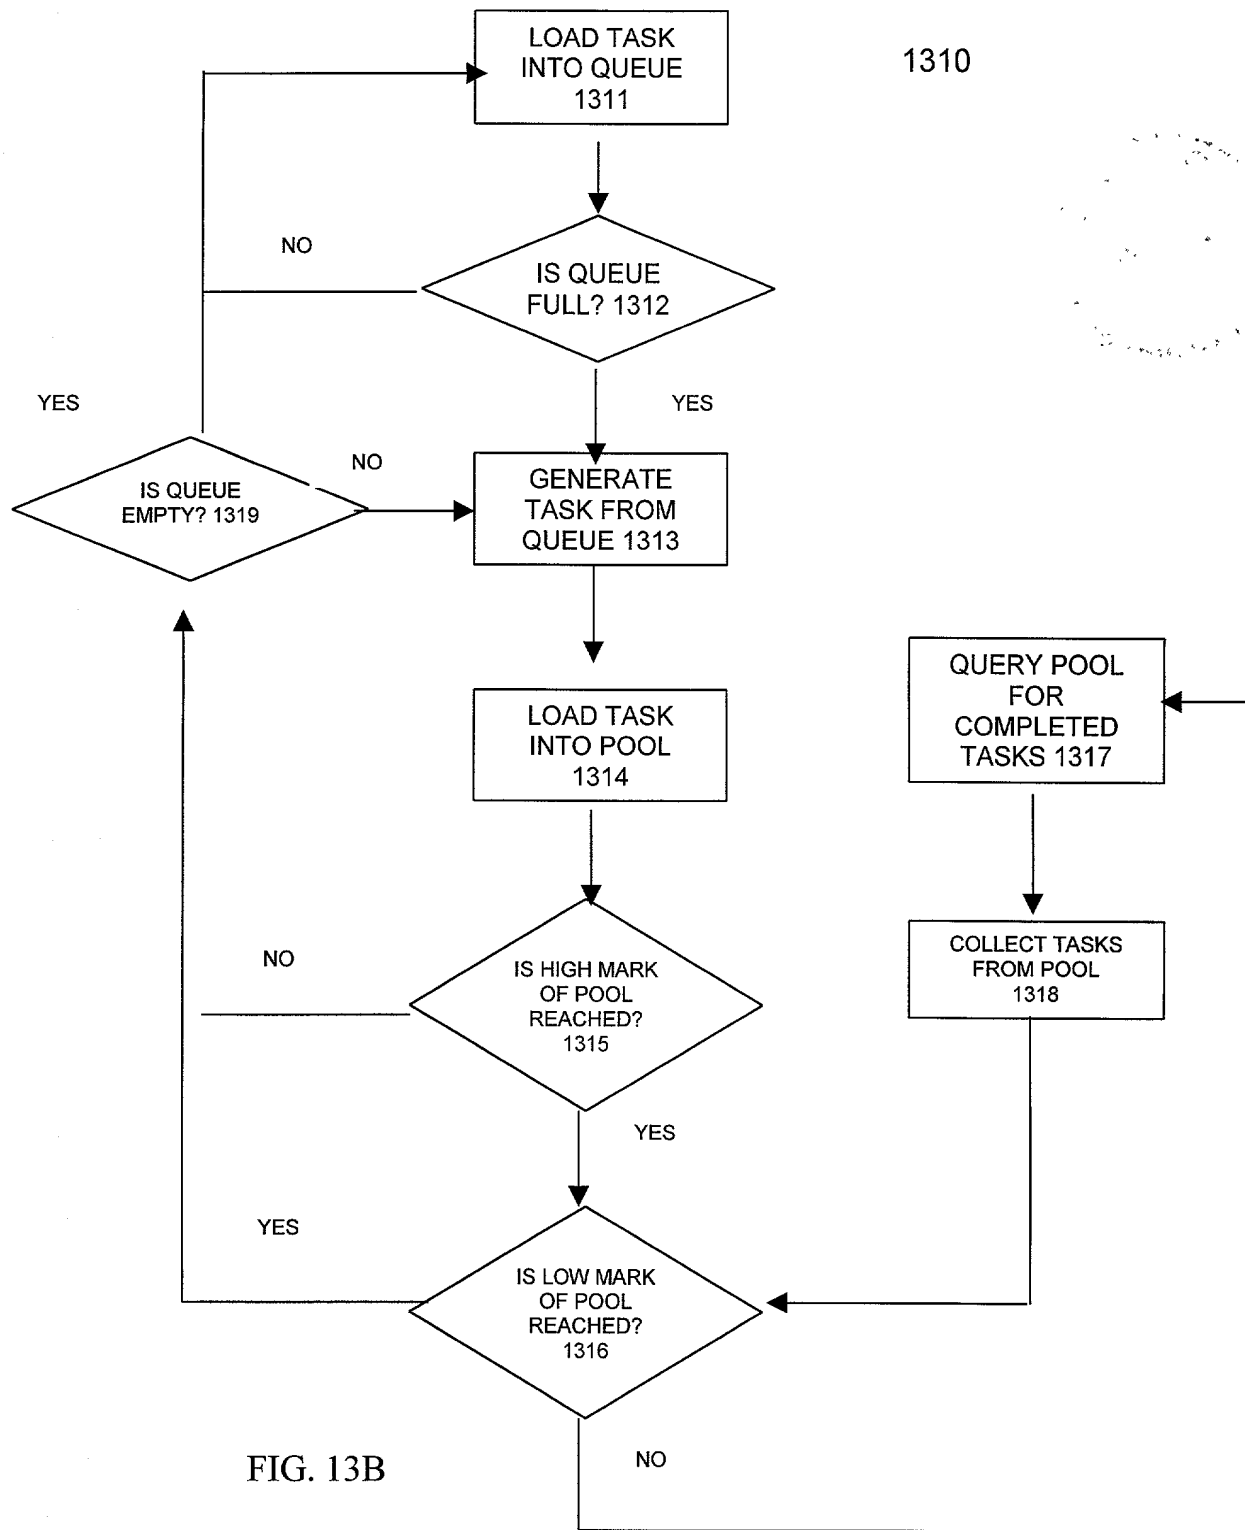 LOAD TASK
INTO QUEUE
1311
1310
NO
IS QUEUE
FULL? 1312
YES
YES
NO
IS QUEUE
EMPTY? 1319
GENERATE
TASK FROM
QUEUE 1313
LOAD TASK
INTO POOL
1314
QUERY POOL
FOR
COMPLETED
TASKS 1317
NO
IS HIGH MARK
OF POOL
REACHED?
1315
COLLECT TASKS
FROM POOL
1318
YES
YES
IS LOW MARK
OF POOL
REACHED?
1316
NO
FIG. 13B